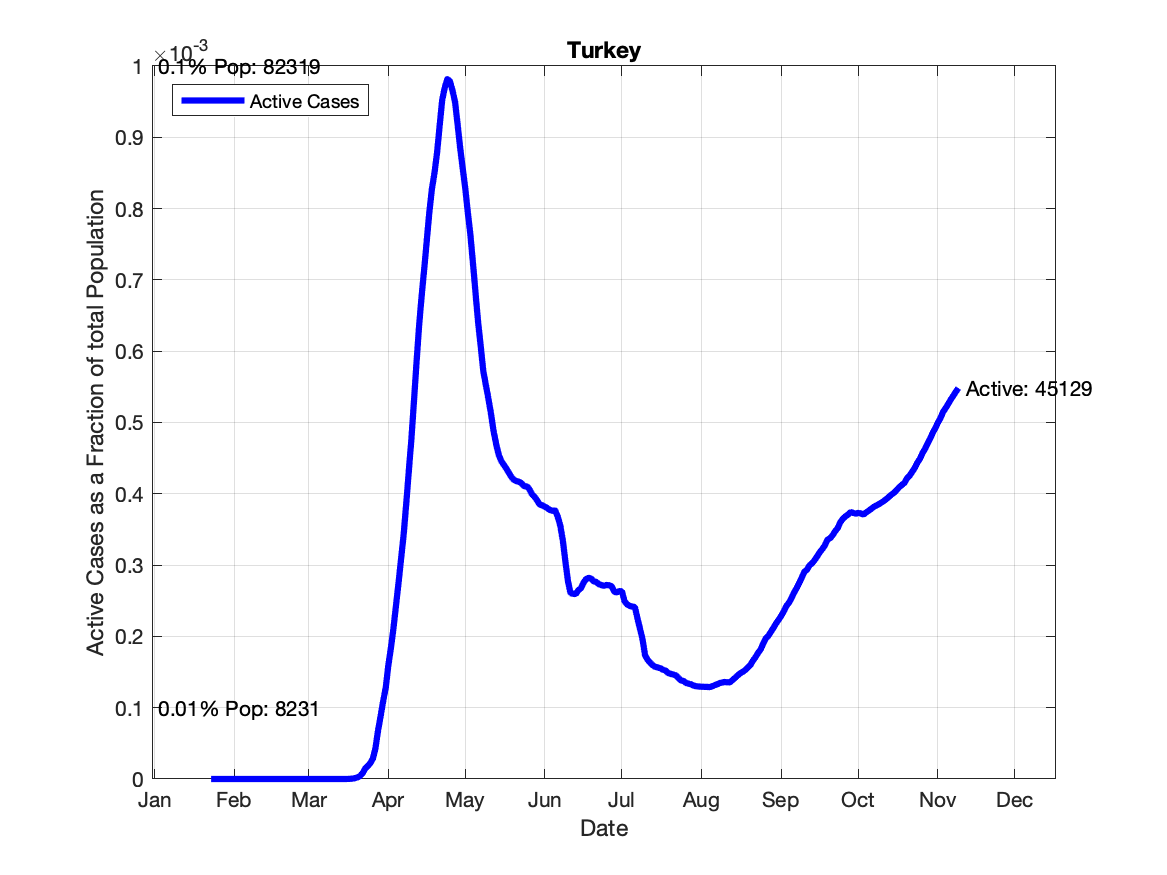 Turkey
×10-3
0.1% Pop: 82319
Active Cases
1
0.9
0.8
0.7
0.6
0.5
0.4
0.3
0.2
0.1
0
Active Cases as a Fraction of total Population
Active: 45129
0.01% Pop: 8231
Jan Feb Mar Apr May Jun Jul Aug Sep Oct Nov Dec
Date